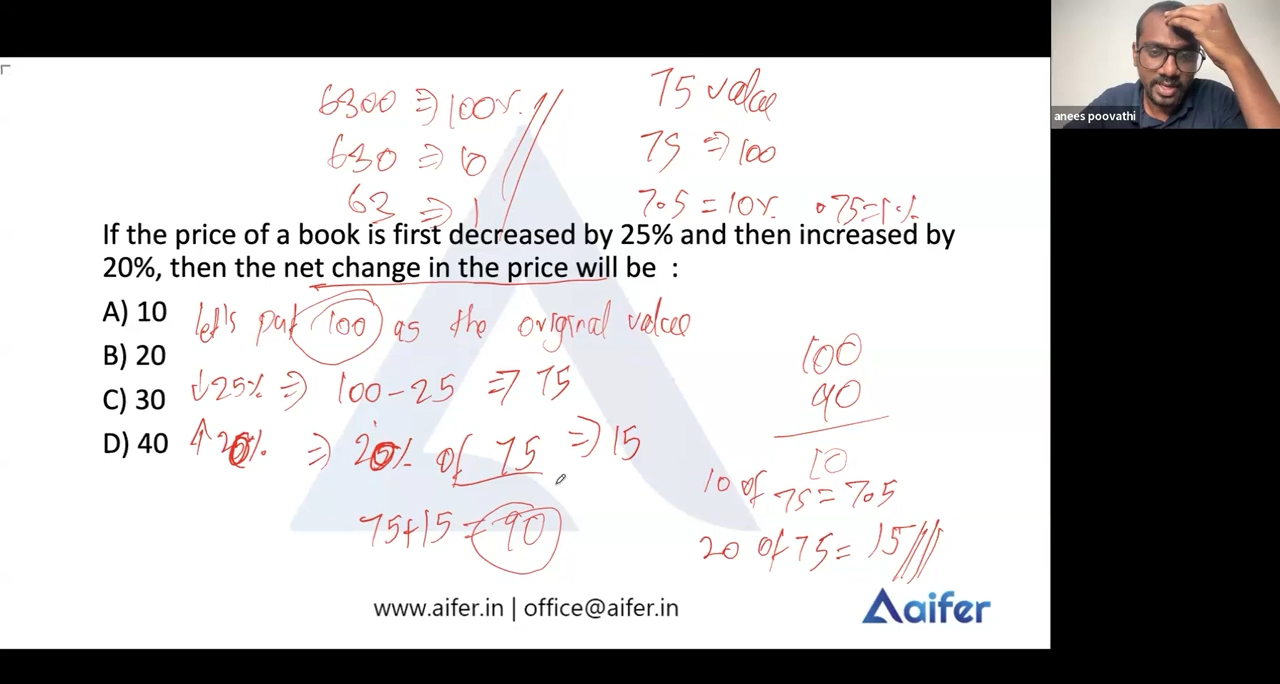 6300 ⇒ 100%.
630 ⇒ 10
63 ⇒ 1
75 value
75 ⇒ 100
7.5 = 10%. .75=1%
If the price of a book is first decreased by 25% and then increased by
20%, then the net change in the price will be :
A) 10
let's put 100 as the original value
B) 20
↓25% ⇒ 100-25 ⇒ 75
C) 30
D) 40
↑20%. ⇒ 20% of 75 ⇒ 15
75+15 = 90
100
90
10
10 of 75 = 7.5
20 of 75 = 15
www.aifer.in | office@aifer.in
aifer
anees poovathi